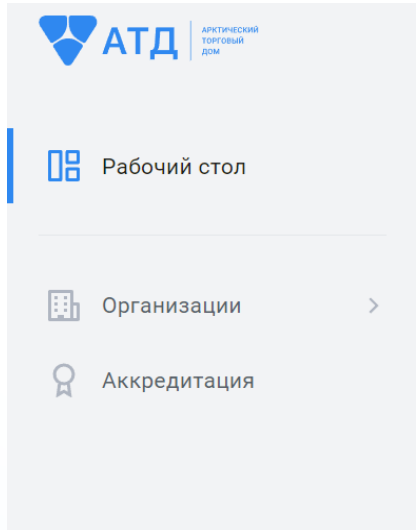 АТД
АРКТИЧЕСКИЙ
ТОРГОВЫЙ
ДОМ
Рабочий стол
Организации
Аккредитация